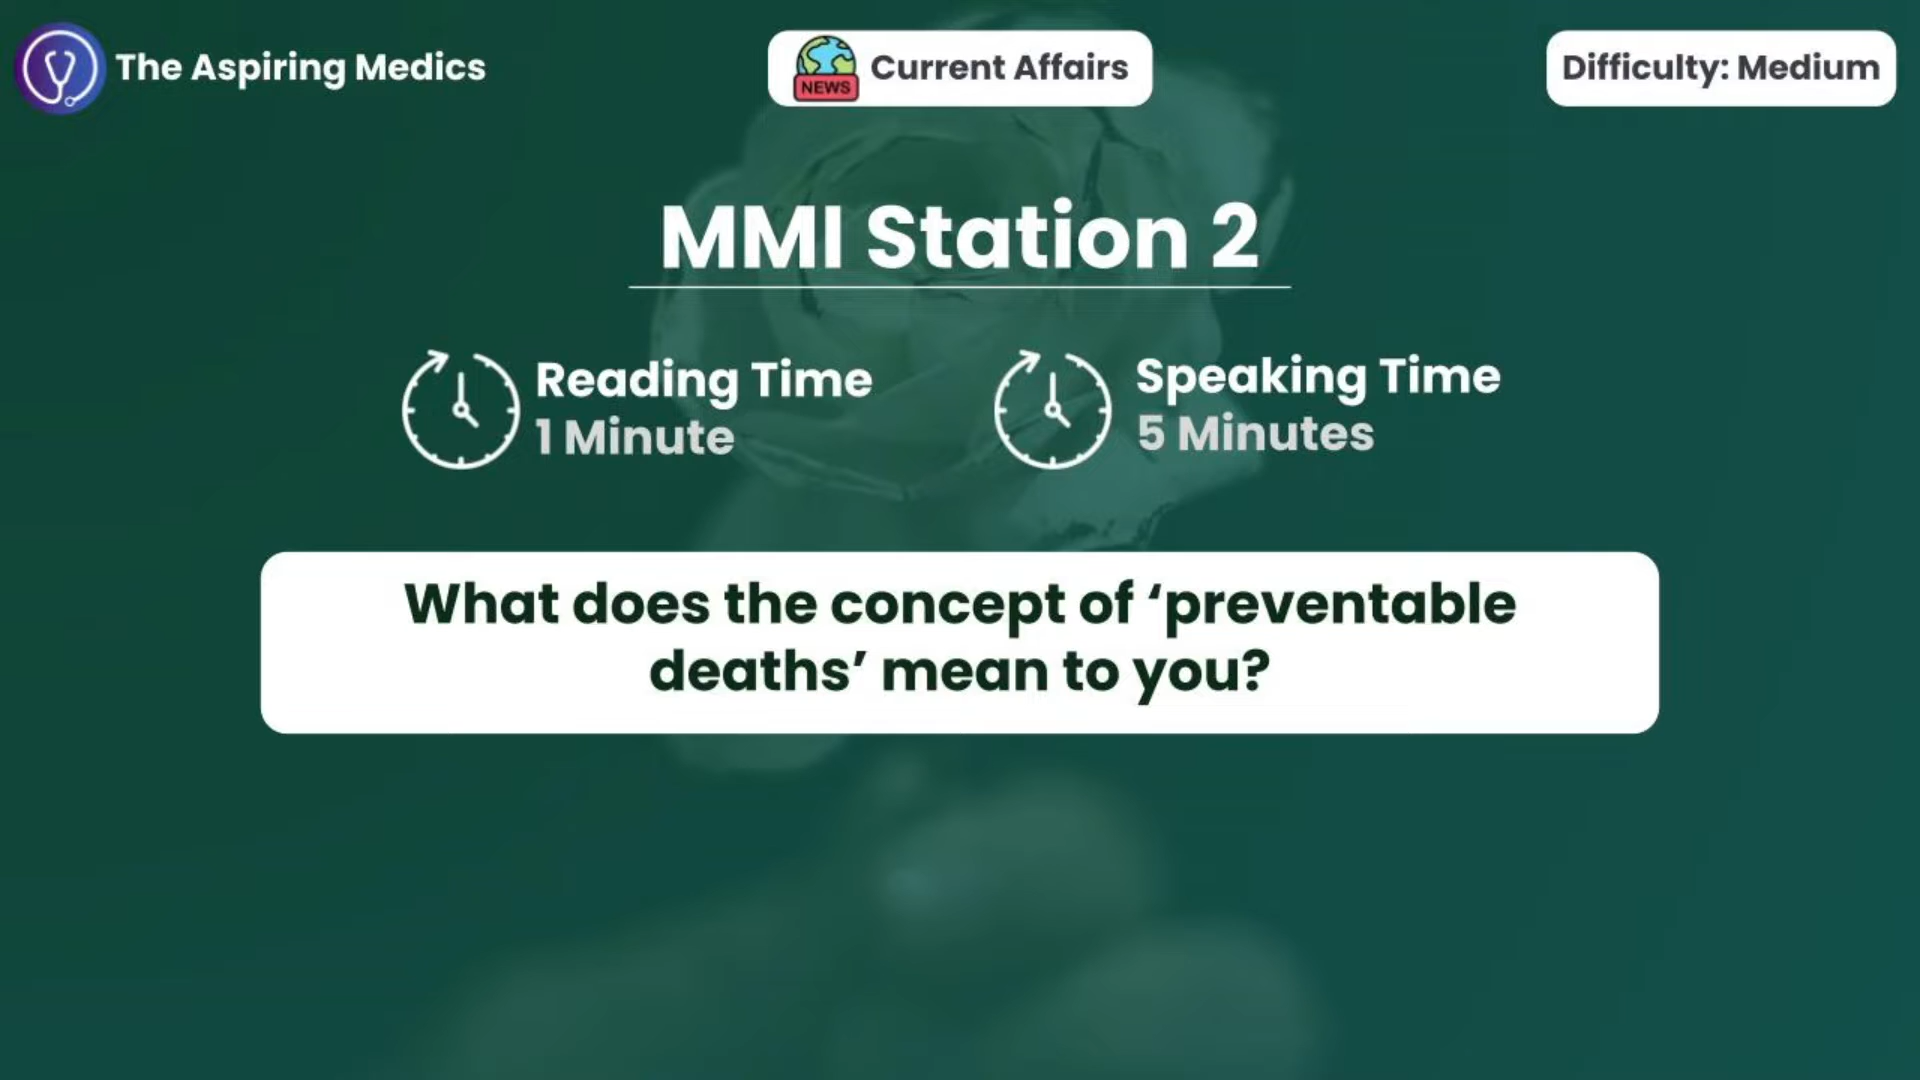 The Aspiring Medics
NEWS
Current Affairs
Difficulty: Medium
MMI Station 2
Reading Time
1 Minute
Speaking Time
5 Minutes
What does the concept of ‘preventable
deaths’ mean to you?